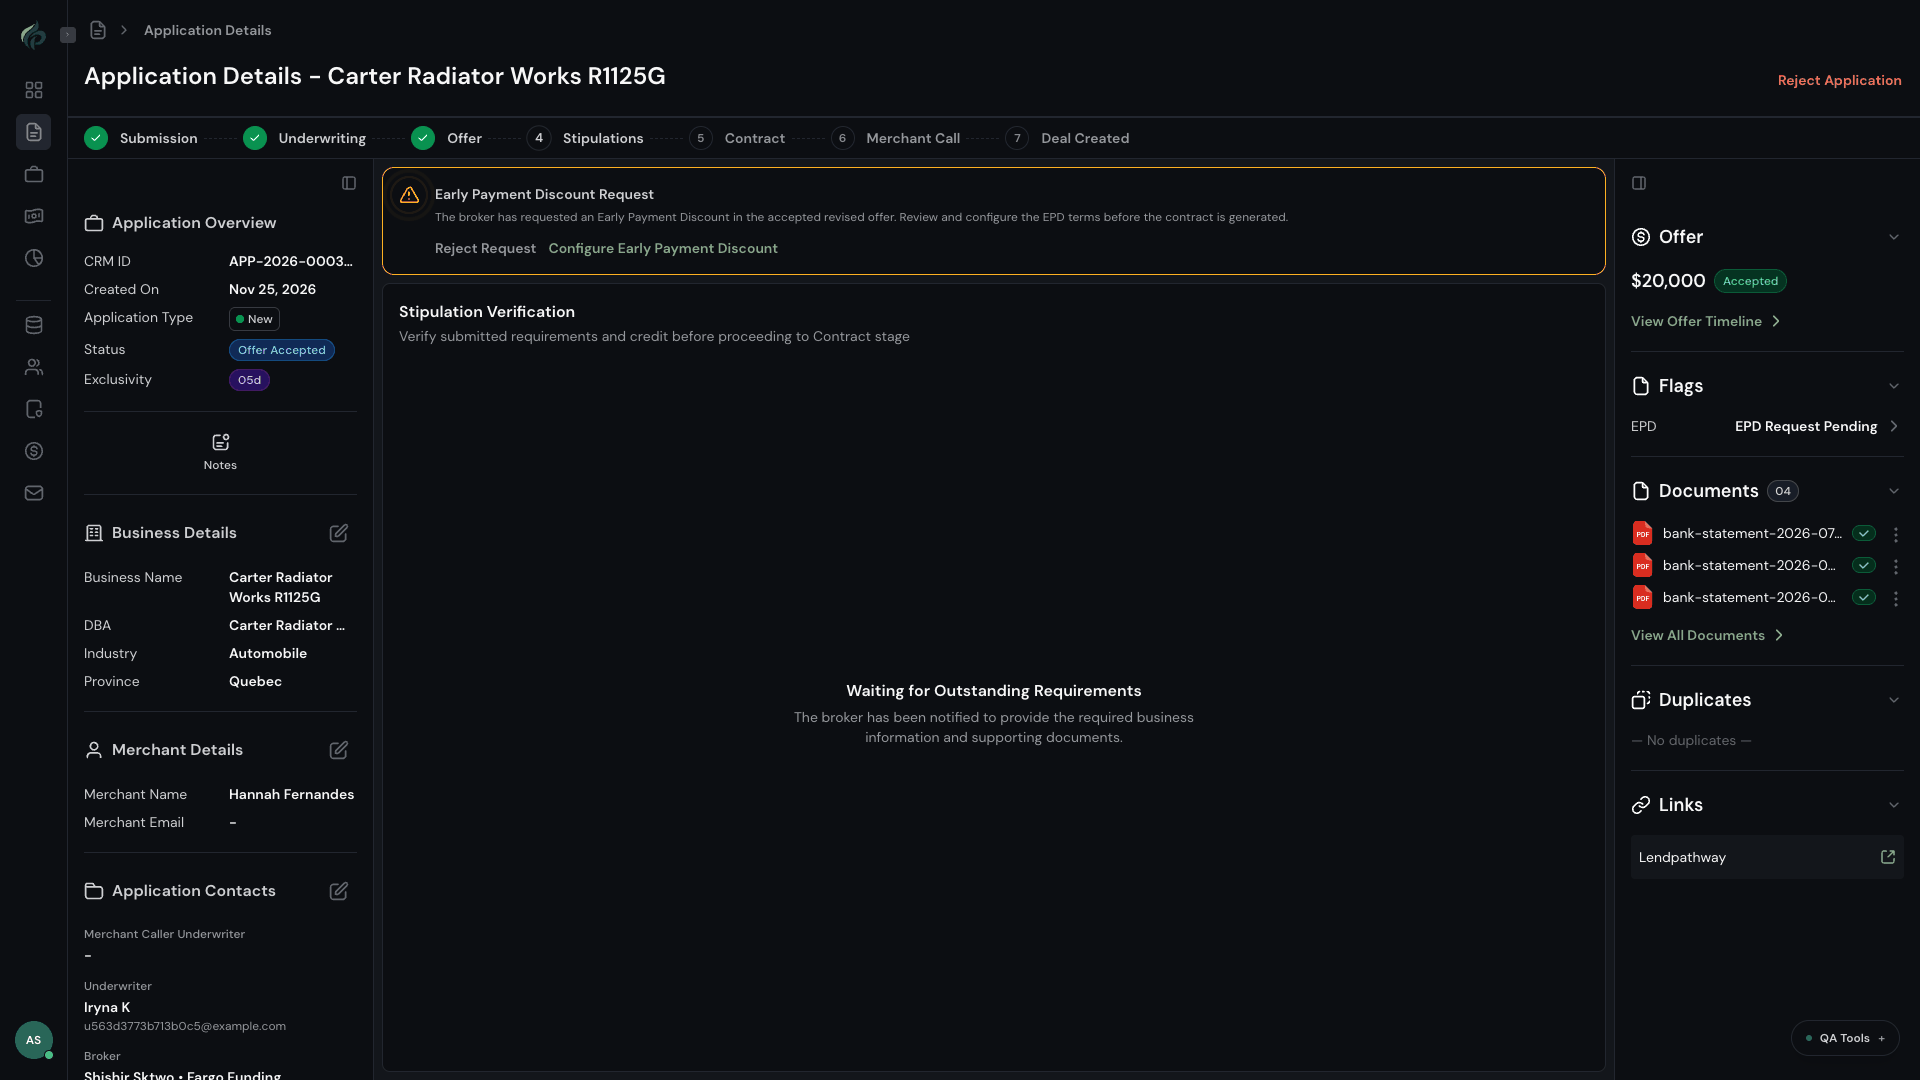 Application Details
Application Details - Carter Radiator Works R1125G
Reject Application
Submission
Underwriting
Offer
4 Stipulations
5 Contract
6 Merchant Call
7 Deal Created
Application Overview
CRM ID APP-2026-0003...
Created On Nov 25, 2026
Application Type New
Status Offer Accepted
Exclusivity 05d
Notes
Business Details
Business Name Carter Radiator
Works R1125G
DBA Carter Radiator ...
Industry Automobile
Province Quebec
Merchant Details
Merchant Name Hannah Fernandes
Merchant Email -
Application Contacts
Merchant Caller Underwriter
-
Underwriter
Iryna K
u563d3773b713b0c5@example.com
Broker
Shishir Sktwo • Fargo Funding
AS
Early Payment Discount Request
The broker has requested an Early Payment Discount in the accepted revised offer. Review and configure the EPD terms before the contract is generated.
Reject Request Configure Early Payment Discount
Stipulation Verification
Verify submitted requirements and credit before proceeding to Contract stage
Waiting for Outstanding Requirements
The broker has been notified to provide the required business
information and supporting documents.
Offer
$20,000 Accepted
View Offer Timeline
Flags
EPD EPD Request Pending
Documents 04
PDF bank-statement-2026-07...
PDF bank-statement-2026-0...
PDF bank-statement-2026-0...
View All Documents
Duplicates
— No duplicates —
Links
Lendpathway
QA Tools +